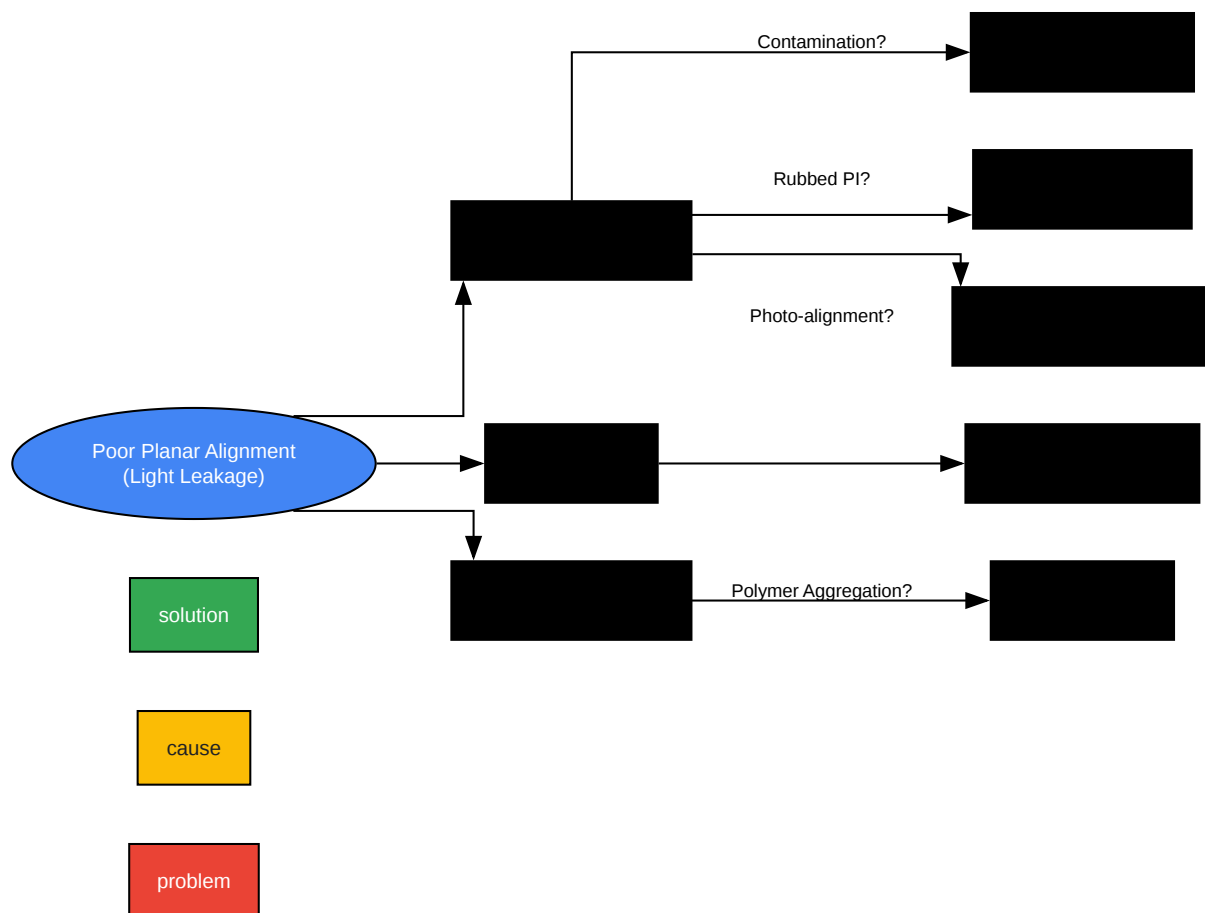 Contamination?
Rubbed PI?
Photo-alignment?
Poor Planar Alignment
(Light Leakage)
Polymer Aggregation?
solution
cause
problem